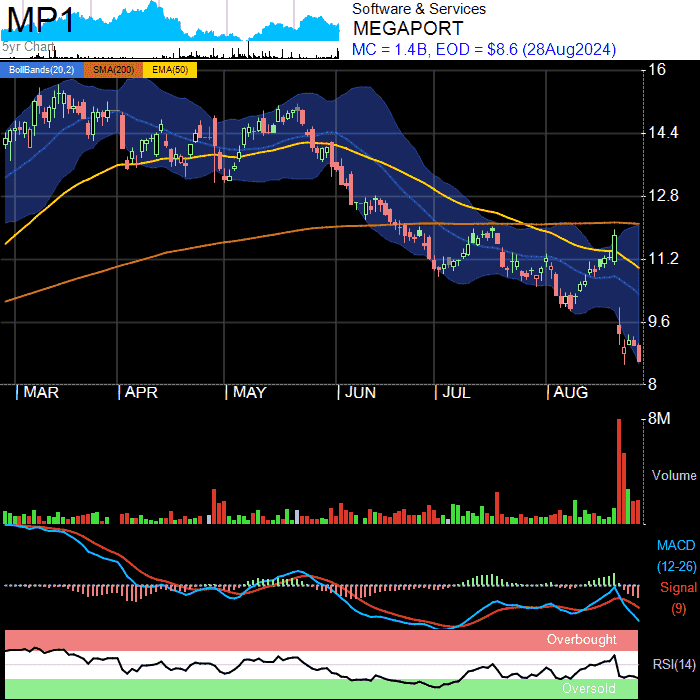 MP1
5yr Chart
Software & Services
MEGAPORT
MC = 1.4B, EOD = $8.6 (28Aug2024)
BollBands(20,2) SMA(200) EMA(50)
16
14.4
12.8
11.2
9.6
8
MAR APR MAY JUN JUL AUG
8M
Volume
MACD
(12-26)
Signal
(9)
Overbought
RSI(14)
Oversold